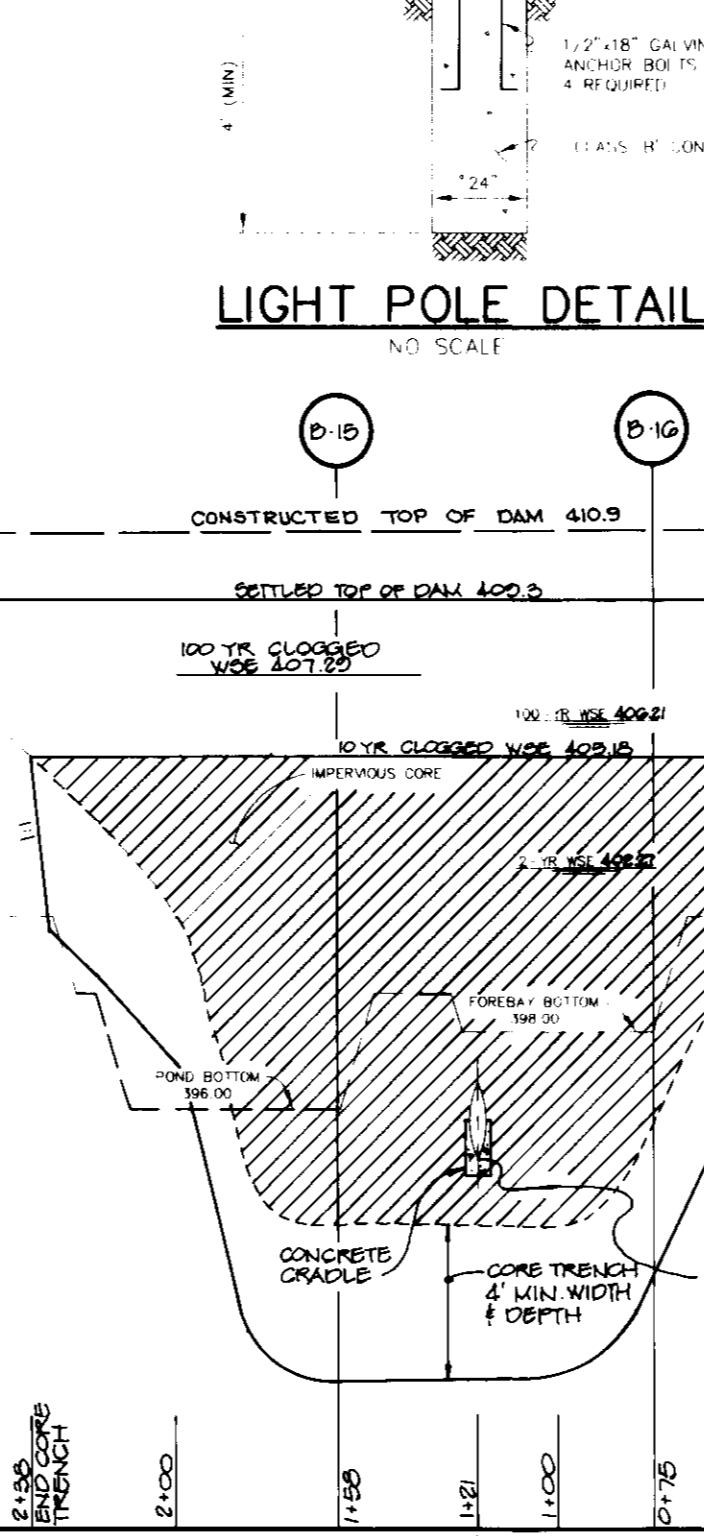 1/2"x18" GALVIN
ANCHOR BOLTS
4 REQUIRED
4' (MIN)
CLASS 'B' CON
24"
LIGHT POLE DETAIL
NO SCALE
B-15
B-16
CONSTRUCTED TOP OF DAM 410.9
SETTLED TOP OF DAM 409.3
100 YR CLOGGED
WSE 407.29
100-YR WSE 406.21
10 YR CLOGGED WSE 405.18
IMPERVIOUS CORE
2-YR WSE
FOREBAY BOTTOM
398.00
POND BOTTOM
396.00
1
CONCRETE
CRADLE
CORE TRENCH
4' MIN. WIDTH
& DEPTH
2+38
END CORE
TRENCH
2+00
1+58
1+21
1+00
0+75